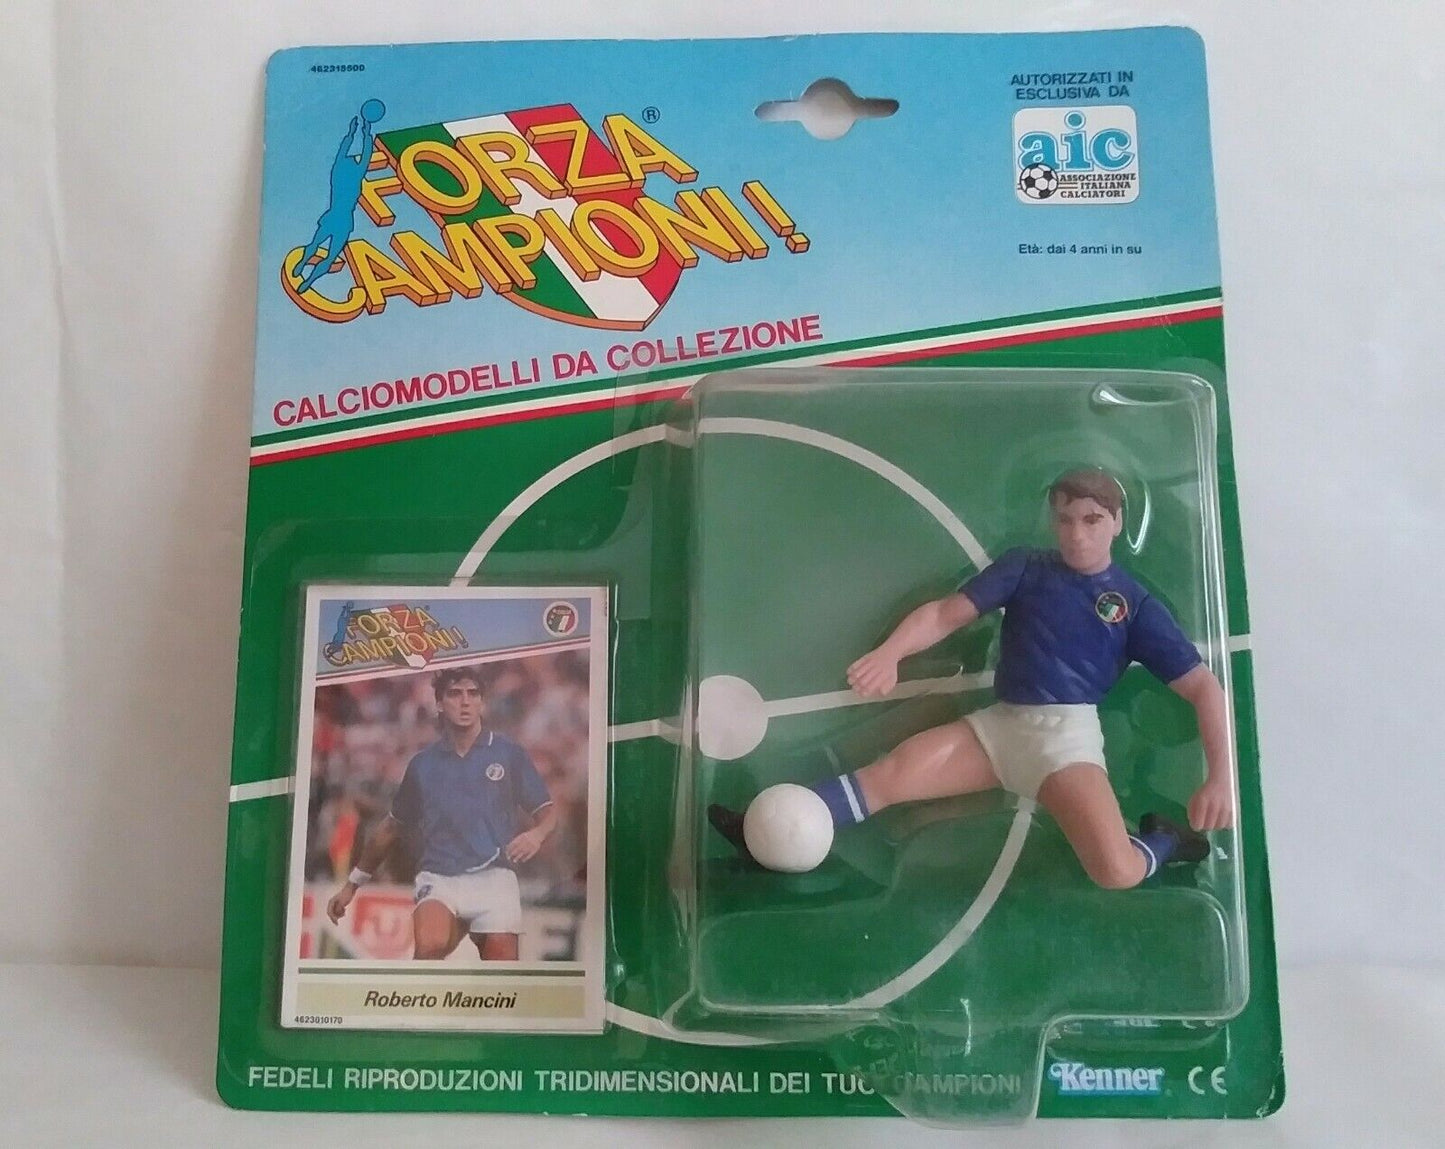 462319600
FORZA ®
CAMPIONI!
CALCIOMODELLI DA COLLEZIONE
AUTORIZZATI IN
ESCLUSIVA DA
aic
ASSOCIAZIONE
ITALIANA
CALCIATORI
Età: dai 4 anni in su
FORZA
CAMPIONI!
Roberto Mancini
4623010170
FEDELI RIPRODUZIONI TRIDIMENSIONALI DEI TUOI CAMPIONI
Kenner CE